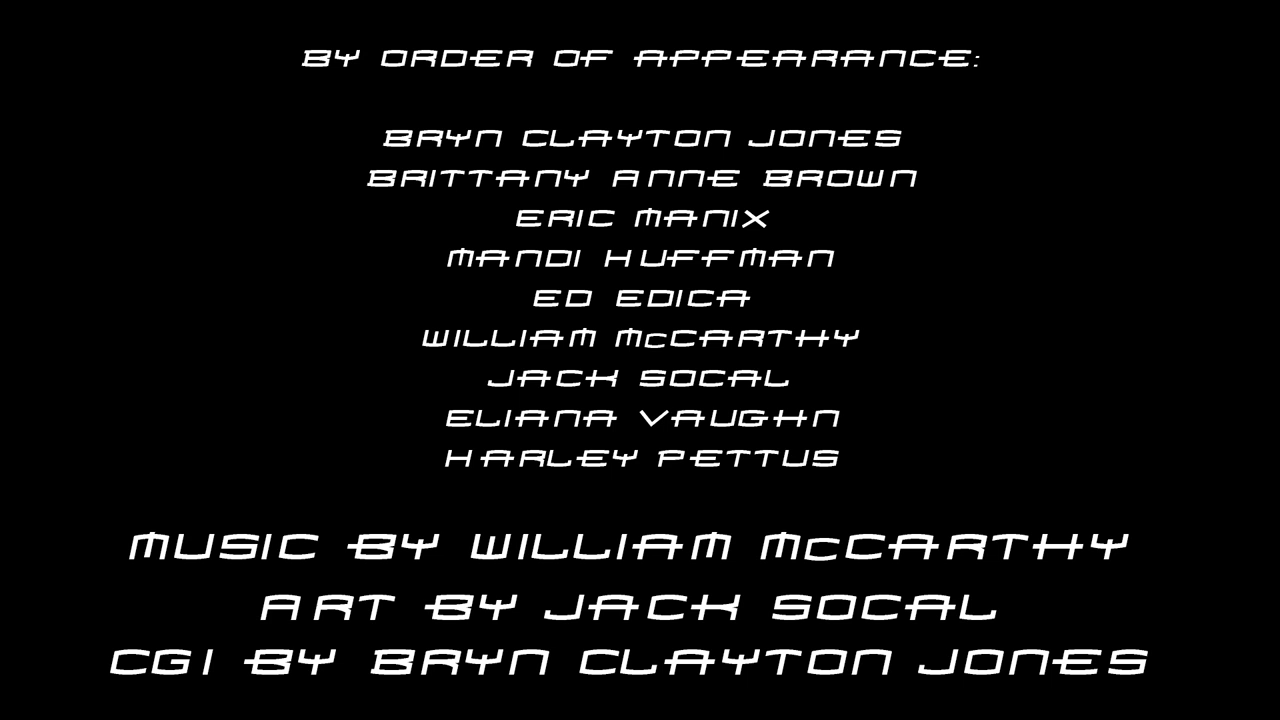 BY ORDER OF APPEARANCE:
BRYN CLAYTON JONES
BRITTANY ANNE BROWN
ERIC MANIX
MANDI HUFFMAN
ED EDICA
WILLIAM McCARTHY
JACK SOCAL
ELIANA VAUGHN
HARLEY PETTUS
MUSIC BY WILLIAM McCARTHY
ART BY JACK SOCAL
CGI BY BRYN CLAYTON JONES